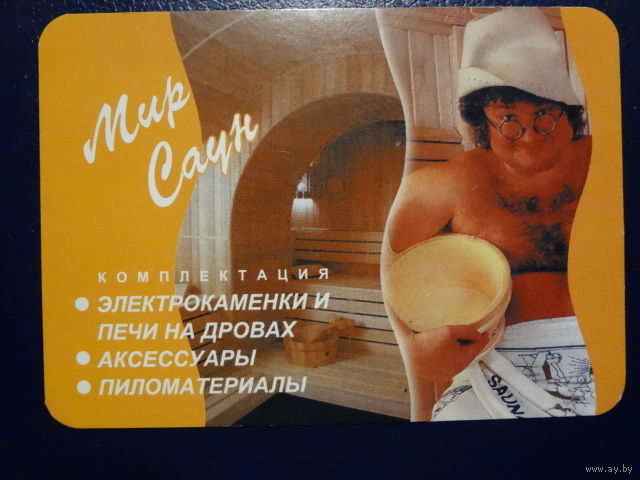 Мир
Саун
КОМПЛЕКТАЦИЯ
ЭЛЕКТРОКАМЕНКИ И
ПЕЧИ НА ДРОВАХ
АКСЕССУАРЫ
ПИЛОМАТЕРИАЛЫ
SAUN
www.ay.by